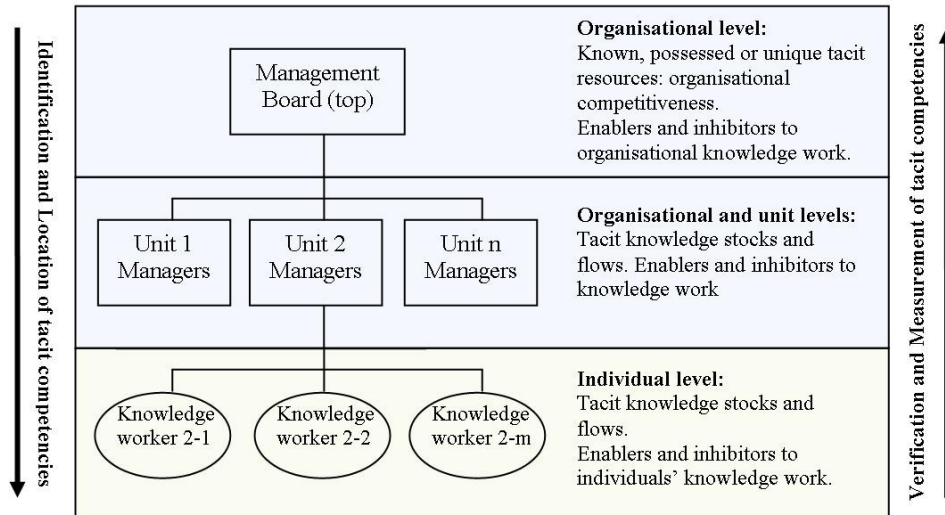 Identification and Location of tacit competencies
Management
Board (top)
Organisational level:
Known, possessed or unique tacit
resources: organisational
competitiveness.
Enablers and inhibitors to
organisational knowledge work.
Unit 1
Managers
Unit 2
Managers
Unit n
Managers
Organisational and unit levels:
Tacit knowledge stocks and
flows. Enablers and inhibitors to
knowledge work
Knowledge
worker 2-1
Knowledge
worker 2-2
Knowledge
worker 2-m
Individual level:
Tacit knowledge stocks and
flows.
Enablers and inhibitors to
individuals’ knowledge work.
Verification and Measurement of tacit competencies